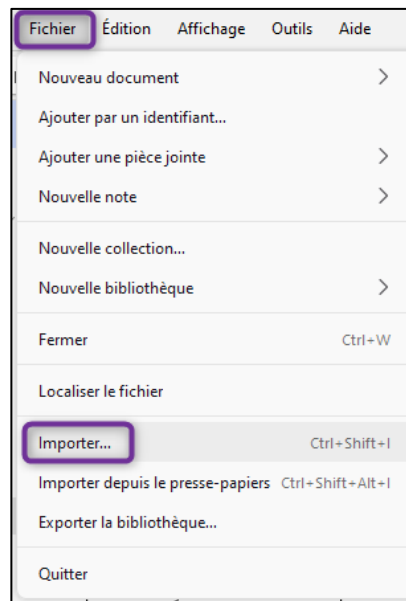 Fichier Édition Affichage Outils Aide
Nouveau document
Ajouter par un identifiant...
Ajouter une pièce jointe
Nouvelle note
Nouvelle collection...
Nouvelle bibliothèque
Fermer Ctrl+W
Localiser le fichier
Importer... Ctrl+Shift+I
Importer depuis le presse-papiers Ctrl+Shift+Alt+I
Exporter la bibliothèque...
Quitter